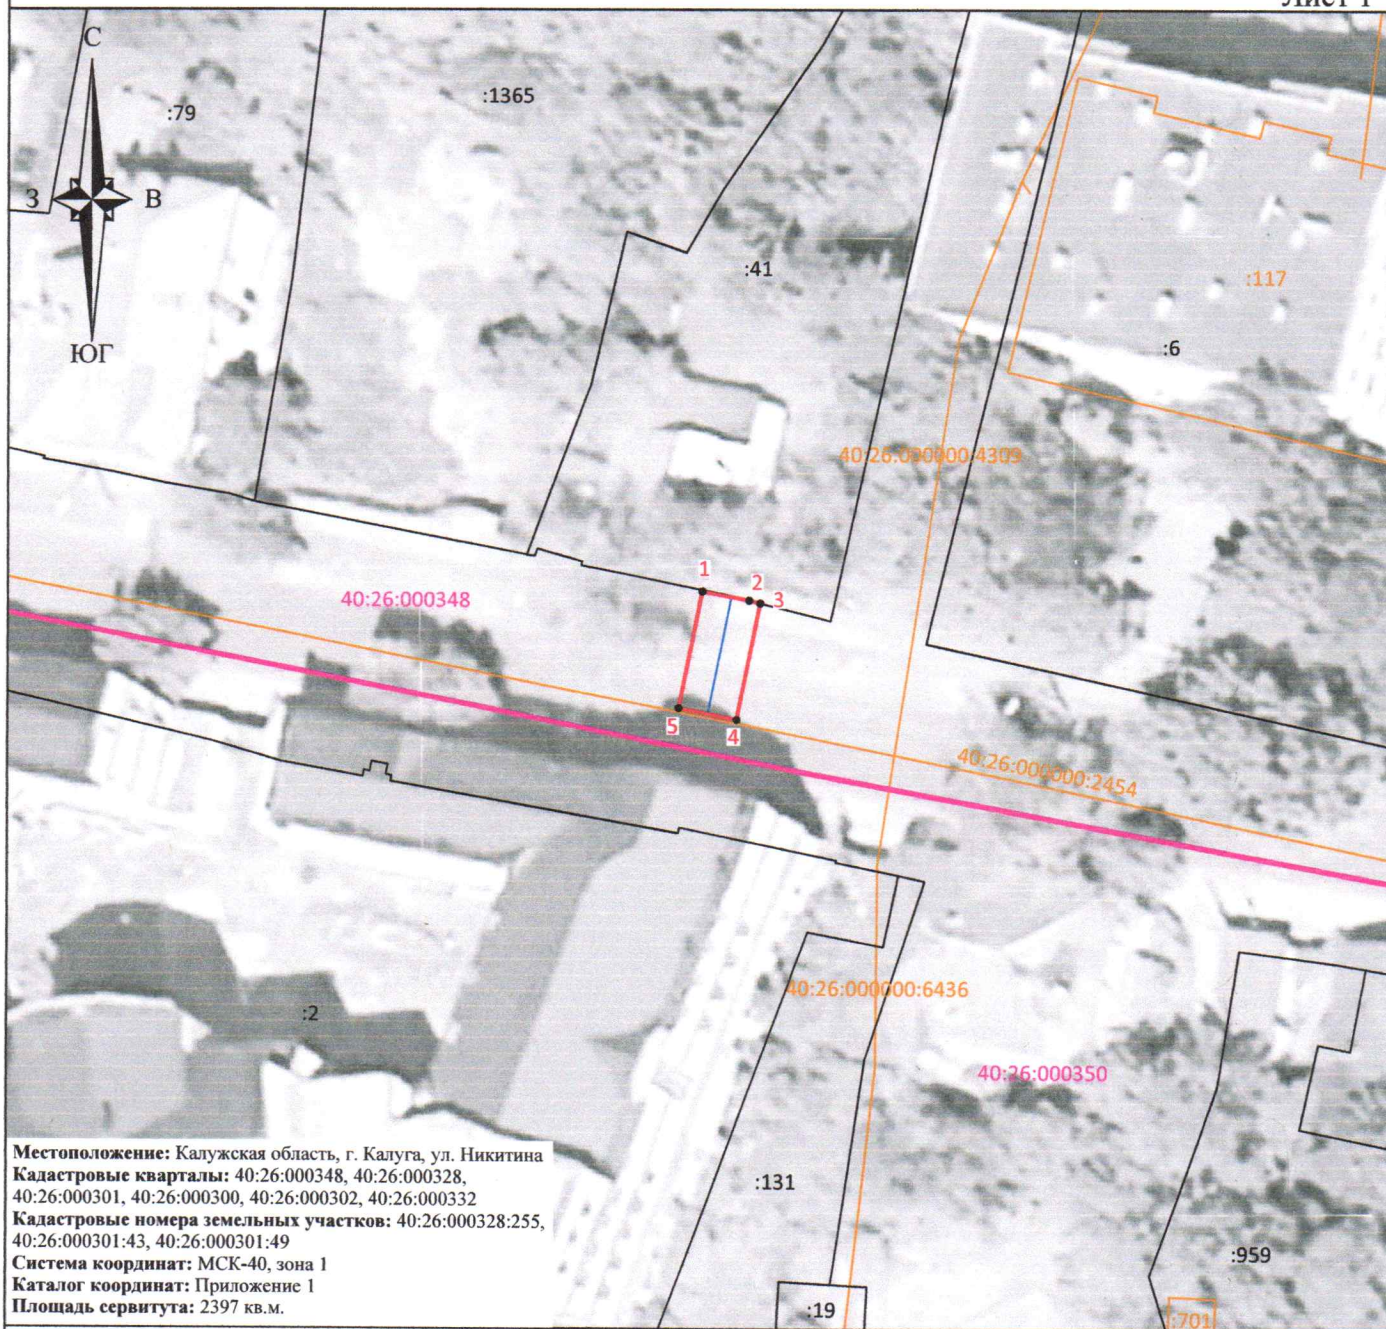 Лист 1
С
:79
:1365
З
В
:41
:117
ЮГ
:6
40:26:000000:4309
1
2
3
40:26:000348
5
4
40:26:000000:2454
40:26:000000:6436
:2
40:26:000350
Местоположение: Калужская область, г. Калуга, ул. Никитина
Кадастровые кварталы: 40:26:000348, 40:26:000328,
40:26:000301, 40:26:000300, 40:26:000302, 40:26:000332
Кадастровые номера земельных участков: 40:26:000328:255,
40:26:000301:43, 40:26:000301:49
Система координат: МСК-40, зона 1
Каталог координат: Приложение 1
Площадь сервитута: 2397 кв.м.
:131
:959
:19
:701